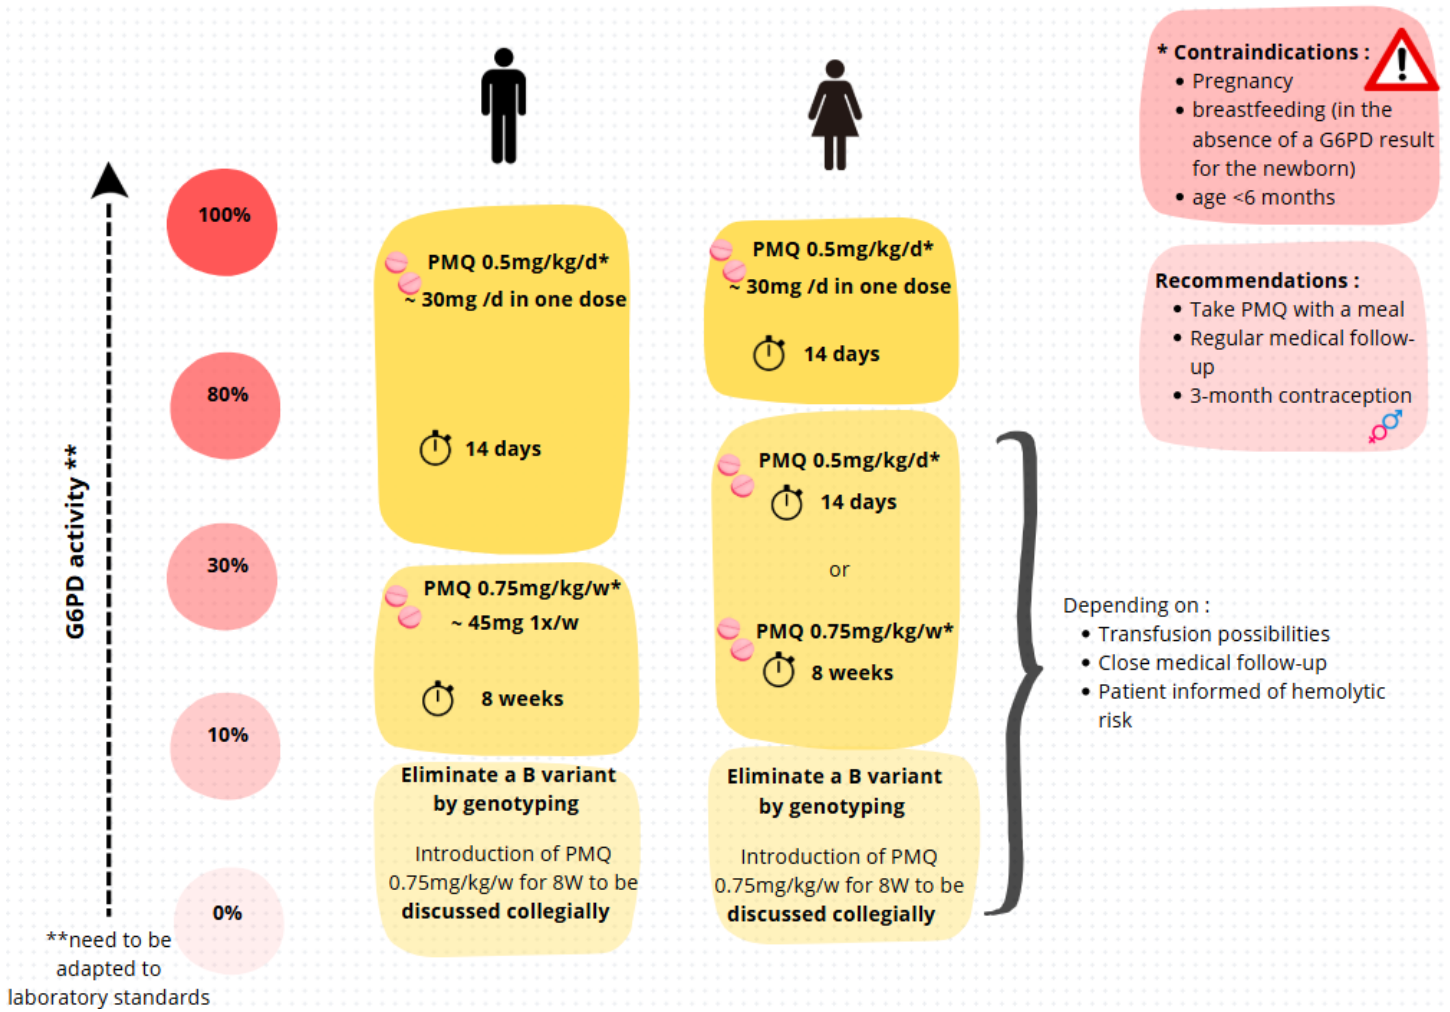 * Contraindications :
• Pregnancy
• breastfeeding (in the
absence of a G6PD result
for the newborn)
• age <6 months
Recommendations :
• Take PMQ with a meal
• Regular medical follow-
up
• 3-month contraception
G6PD activity **
100%
80%
30%
10%
0%
**need to be
adapted to
laboratory standards
PMQ 0.5mg/kg/d*
~ 30mg /d in one dose
14 days
PMQ 0.75mg/kg/w*
~ 45mg 1x/w
8 weeks
Eliminate a B variant
by genotyping
Introduction of PMQ
0.75mg/kg/w for 8W to be
discussed collegially
PMQ 0.5mg/kg/d*
~ 30mg /d in one dose
14 days
PMQ 0.5mg/kg/d*
14 days
or
PMQ 0.75mg/kg/w*
8 weeks
Eliminate a B variant
by genotyping
Introduction of PMQ
0.75mg/kg/w for 8W to be
discussed collegially
Depending on :
• Transfusion possibilities
• Close medical follow-up
• Patient informed of hemolytic
risk